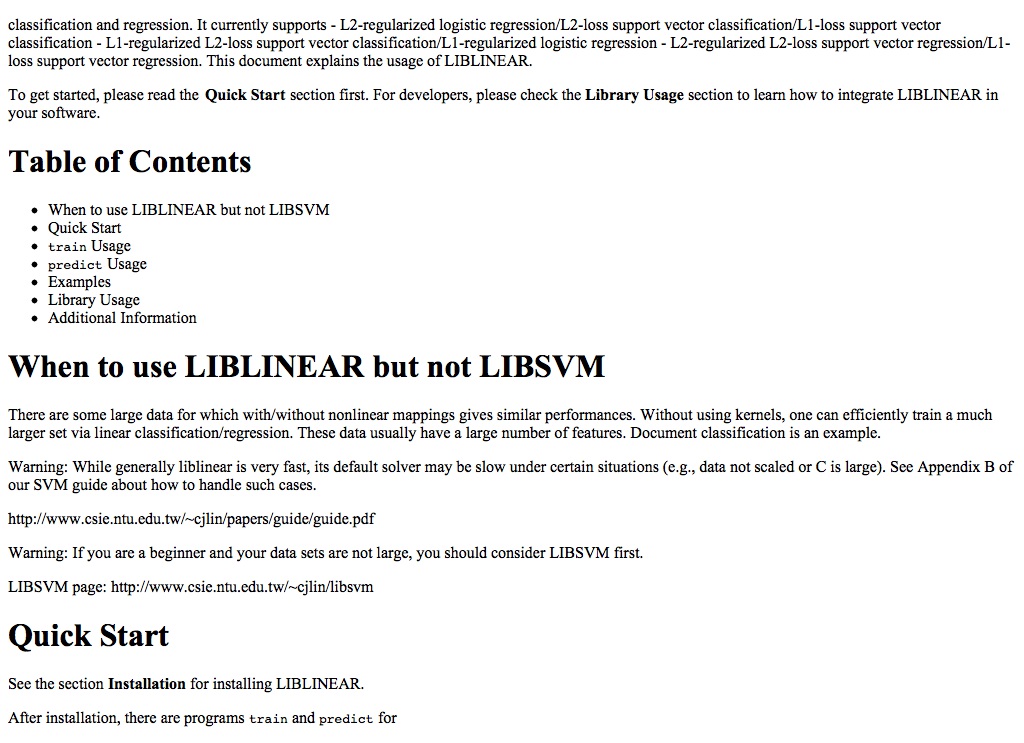 classification and regression. It currently supports - L2-regularized logistic regression/L2-loss support vector classification/L1-loss support vector
classification - L1-regularized L2-loss support vector classification/L1-regularized logistic regression - L2-regularized L2-loss support vector regression/L1-
loss support vector regression. This document explains the usage of LIBLINEAR.
To get started, please read the Quick Start section first. For developers, please check the Library Usage section to learn how to integrate LIBLINEAR in
your software.
Table of Contents
• When to use LIBLINEAR but not LIBSVM
• Quick Start
• train Usage
• predict Usage
• Examples
• Library Usage
• Additional Information
When to use LIBLINEAR but not LIBSVM
There are some large data for which with/without nonlinear mappings gives similar performances. Without using kernels, one can efficiently train a much
larger set via linear classification/regression. These data usually have a large number of features. Document classification is an example.
Warning: While generally liblinear is very fast, its default solver may be slow under certain situations (e.g., data not scaled or C is large). See Appendix B of
our SVM guide about how to handle such cases.
http://www.csie.ntu.edu.tw/~cjlin/papers/guide/guide.pdf
Warning: If you are a beginner and your data sets are not large, you should consider LIBSVM first.
LIBSVM page: http://www.csie.ntu.edu.tw/~cjlin/libsvm
Quick Start
See the section Installation for installing LIBLINEAR.
After installation, there are programs train and predict for